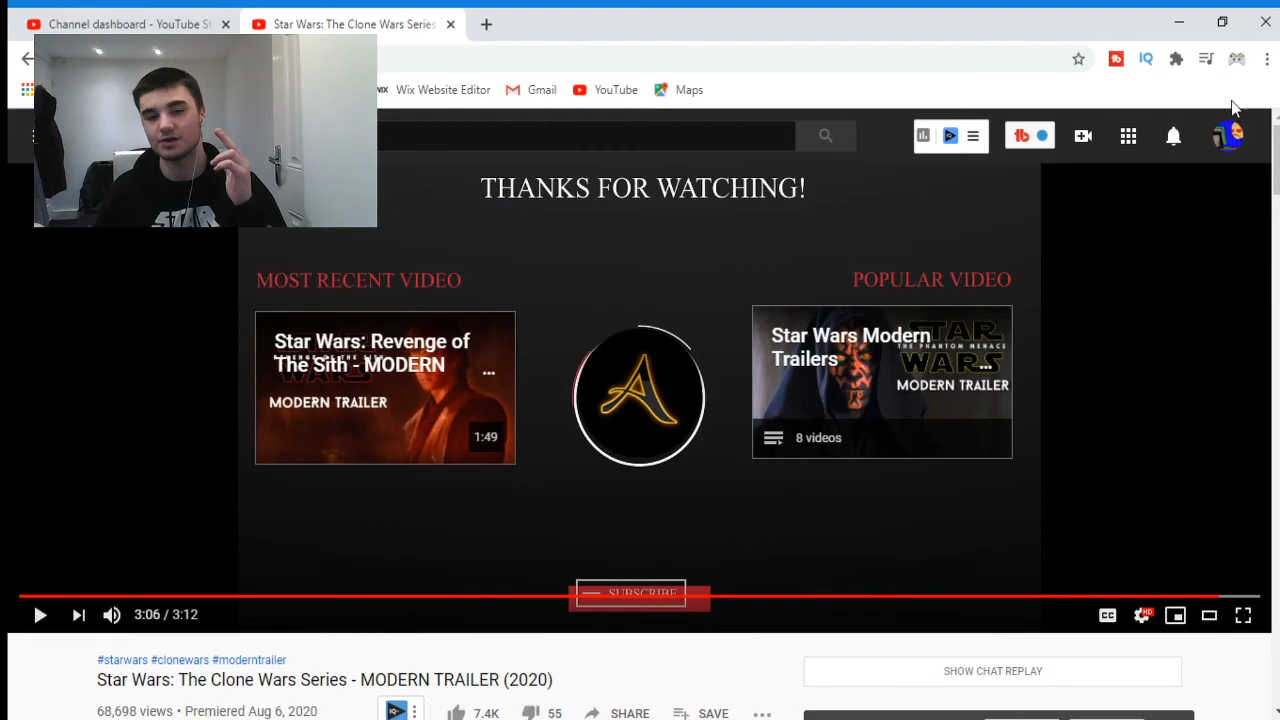 Channel dashboard - YouTube St
Star Wars: The Clone Wars Series
Wix Website Editor
Gmail
YouTube
Maps
THANKS FOR WATCHING!
MOST RECENT VIDEO
POPULAR VIDEO
Star Wars: Revenge of
The Sith - MODERN
MODERN TRAILER
1:49
Star Wars Modern
Trailers
STAR
THE PHANTOM MENACE
WARS
MODERN TRAILER
8 videos
A
STAR
SUBSCRIBE
3:06 / 3:12
CC
HD
#starwars #clonewars #moderntrailer
Star Wars: The Clone Wars Series - MODERN TRAILER (2020)
68,698 views • Premiered Aug 6, 2020
7.4K
55
SHARE
SAVE
SHOW CHAT REPLAY